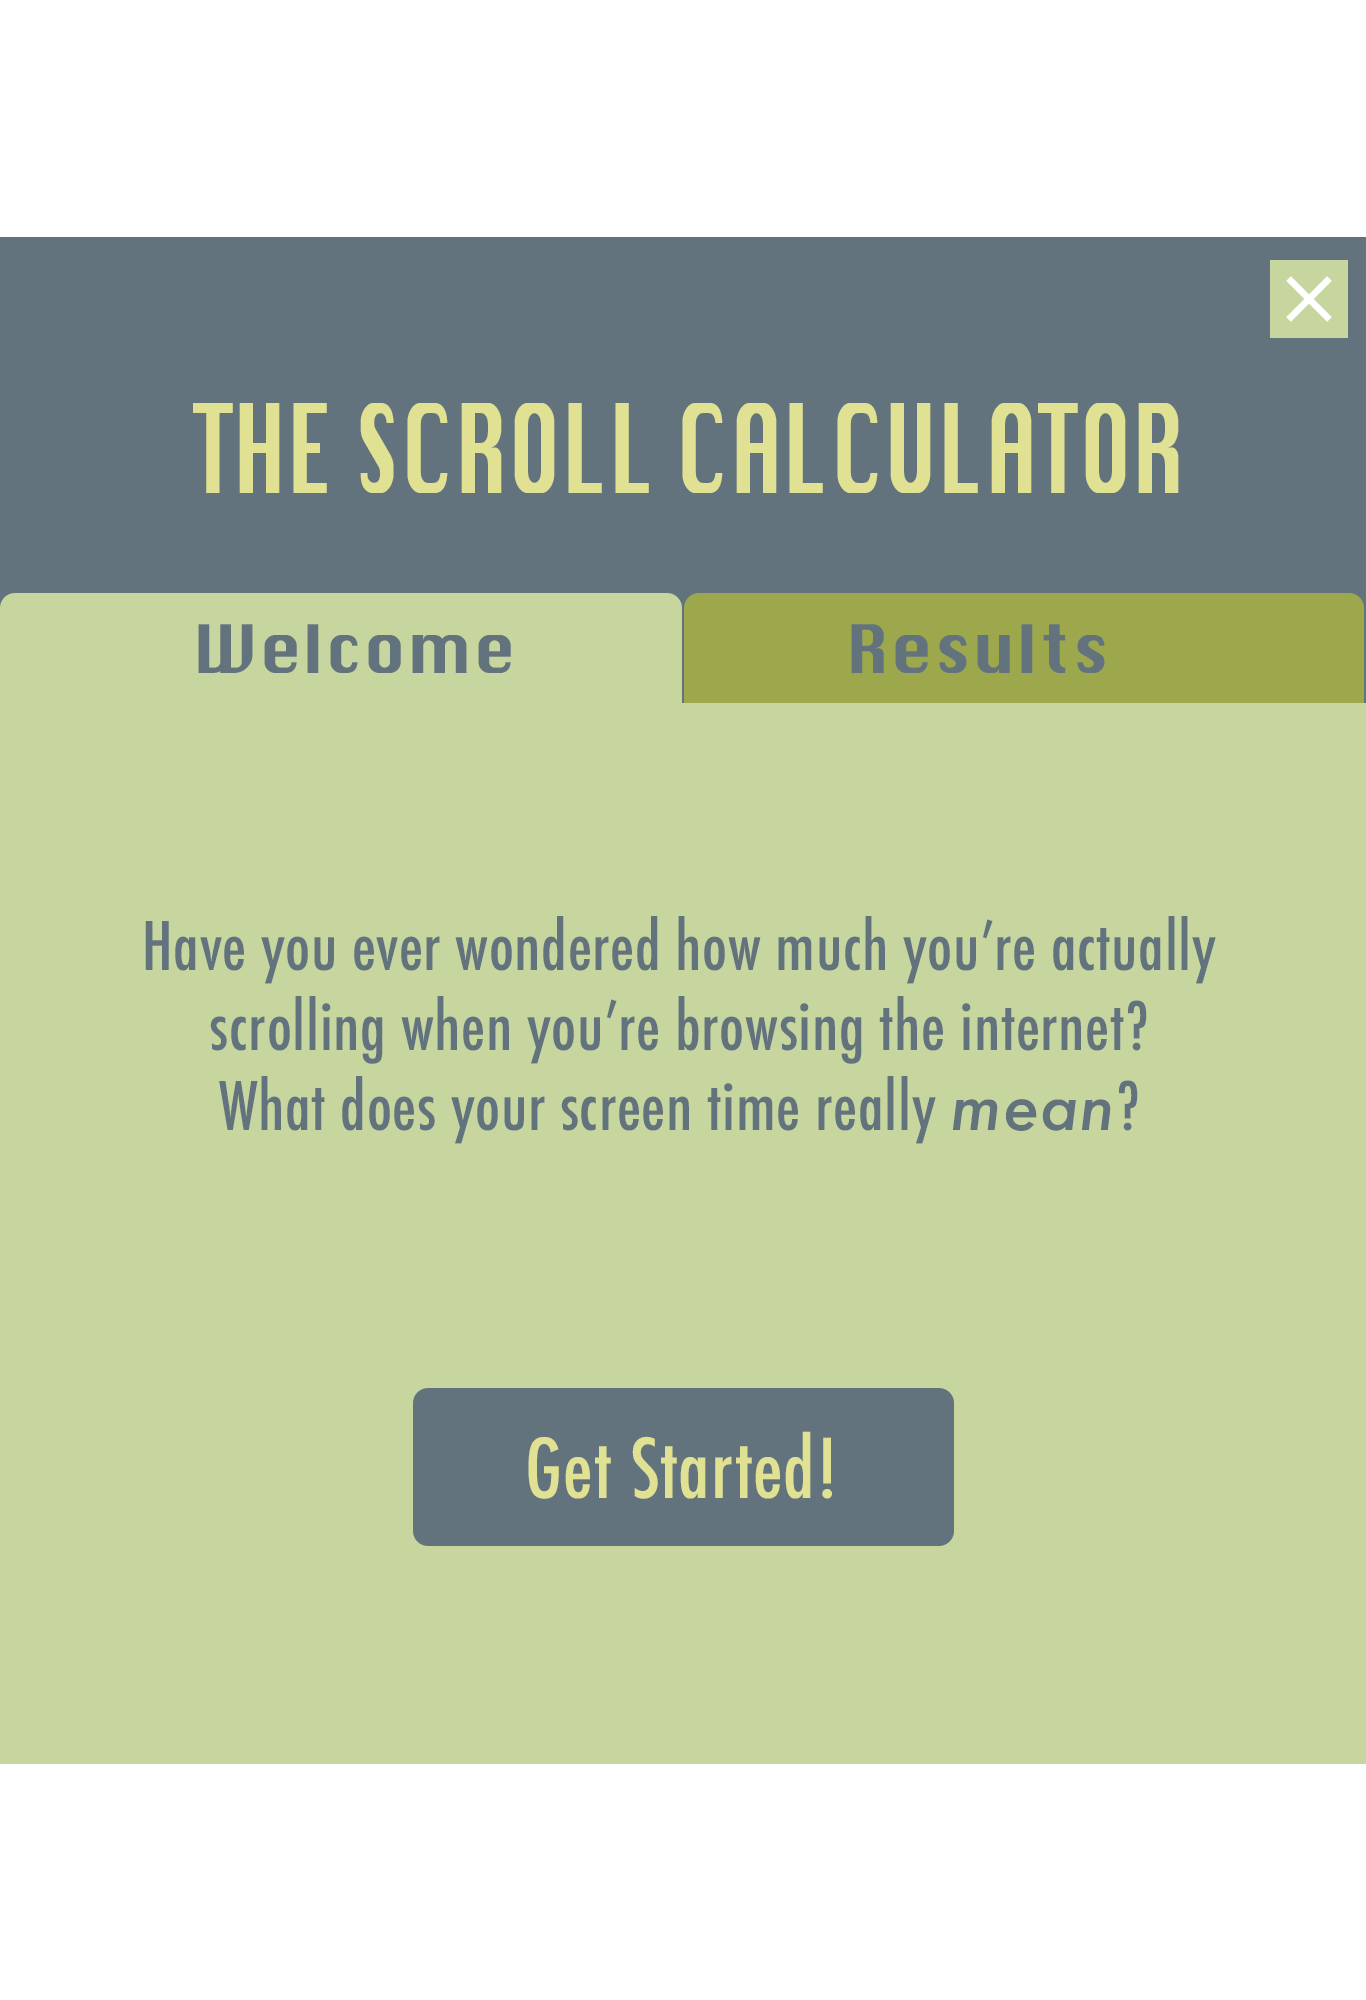 THE SCROLL CALCULATOR
Welcome
Results
Have you ever wondered how much you’re actually
scrolling when you’re browsing the internet?
What does your screen time really mean?
Get Started!